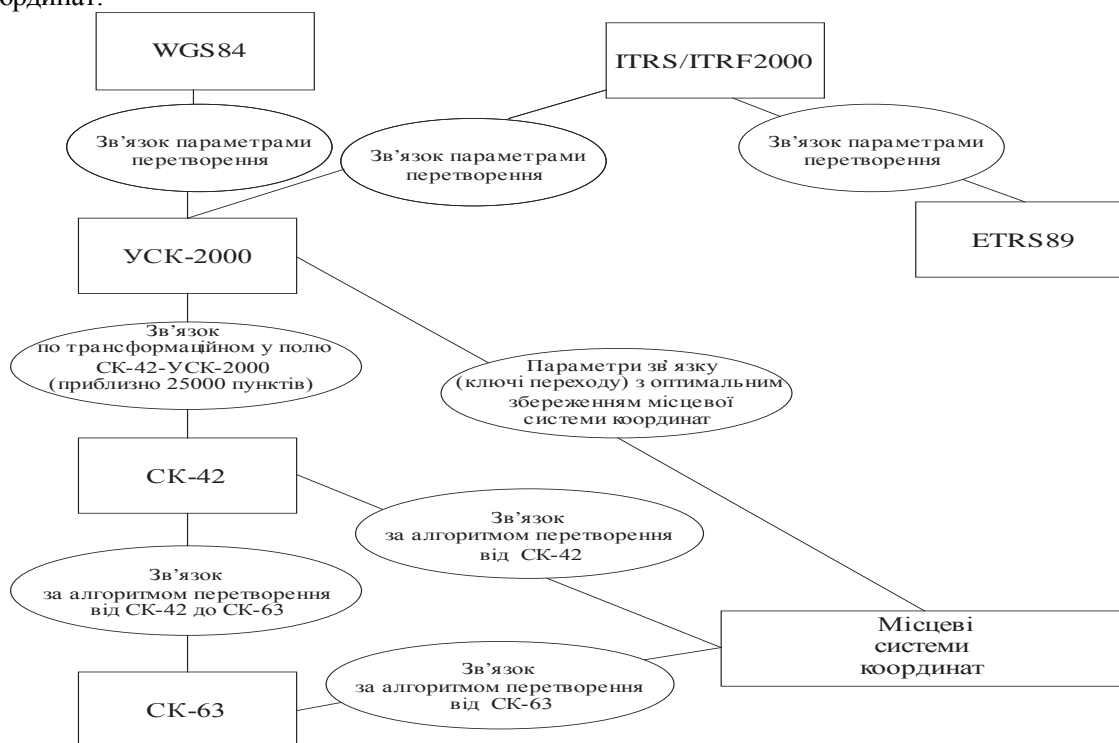 ординат.
WGS84
ITRS/ITRF2000
Зв’язок параметрами
перетворення
Зв’язок параметрами
перетворення
Зв’язок параметрами
перетворення
УСК-2000
ETRS89
Зв’язок
по трансформаційном у полю
СК-42-УСК-2000
(приблизно 25000 пунктів)
Параметри зв’ язку
(ключі переходу) з оптимальним
збереженням місцевої
системи координат
СК-42
Зв’язок
за алгоритмом перетворення
від СК-42
Зв’язок
за алгоритмом перетворення
від СК-42 до СК-63
Місцеві
системи
координат
Зв’язок
за алгоритмом перетворення
від СК-63
СК-63